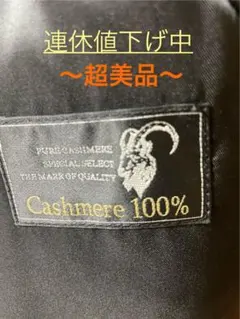 連休値下げ中
～超美品～
PURE CASHMERE
SPECIAL SELECT
THE MARK OF QUALITY
Cashmere 100%